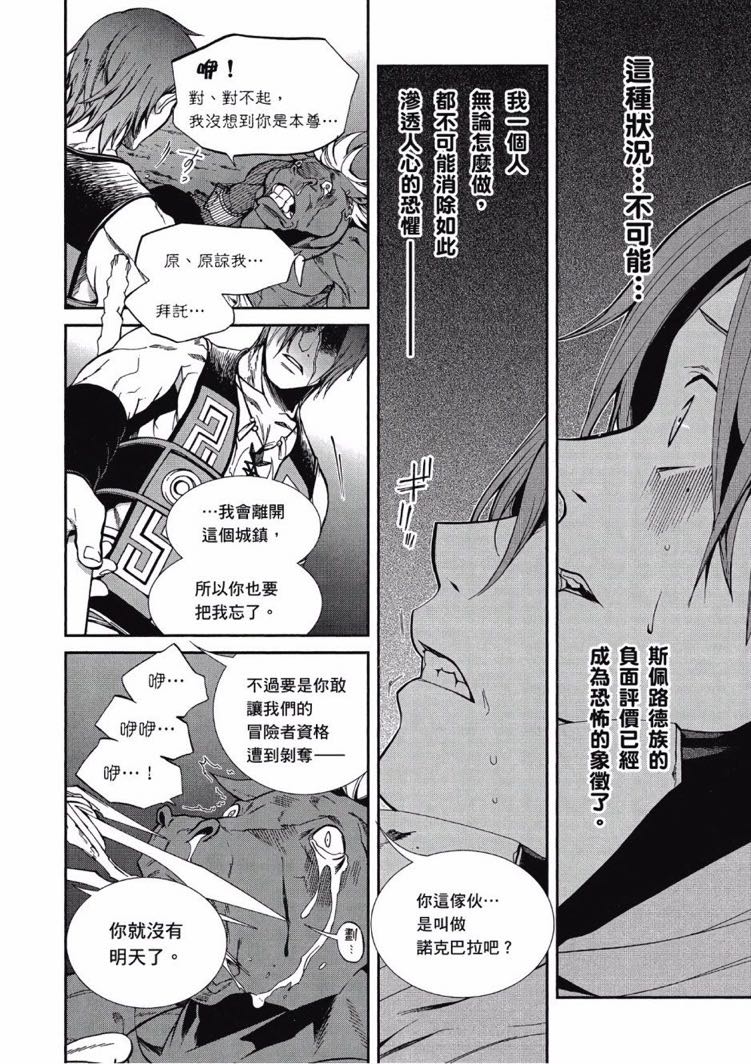 這種狀況…不可能…
斯佩路德族的
負面評價已經
成為恐怖的象徵了。
我一個人
無論怎麼做，
都不可能消除如此
滲透人心的恐懼——
ギリ
你這傢伙…
是叫做
諾克巴拉吧？
咿！
對、對不起，
我沒想到你是本尊…
原、原諒我…
拜託…
…我會離開
這個城鎮，
所以你也要
把我忘了。
不過要是你敢
讓我們的
冒險者資格
遭到剝奪——
咿…
咿咿…
咿…！
劃…
你就沒有
明天了。